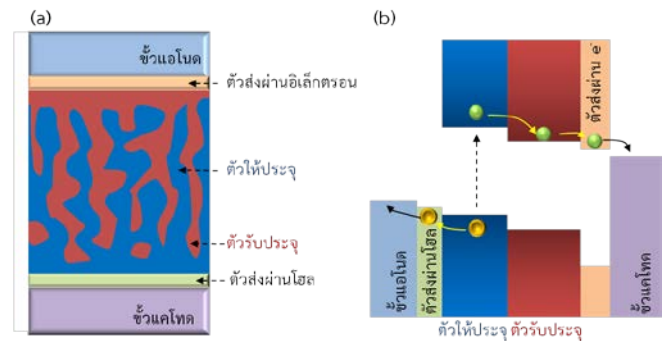 (a)
ขั้วแอโนด
ตัวส่งผ่านอิเล็กตรอน
ตัวให้ประจุ
ตัวรับประจุ
ตัวส่งผ่านโฮล
ขั้วแคโทด
(b)
ตัวส่งผ่าน e-
ขั้วแอโนด
ตัวส่งผ่านโฮล
ขั้วแคโทด
ตัวให้ประจุ ตัวรับประจุ